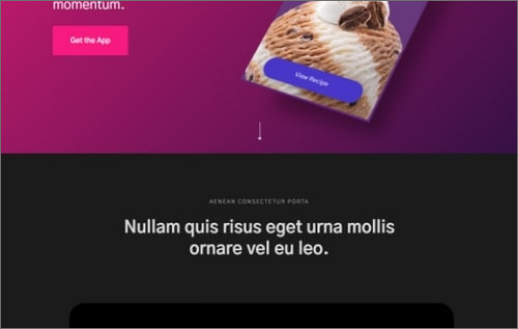 momentum.
Get the App
View Recipe
AENEAN CONSECTETUR PORTA
Nullam quis risus eget urna mollis
ornare vel eu leo.